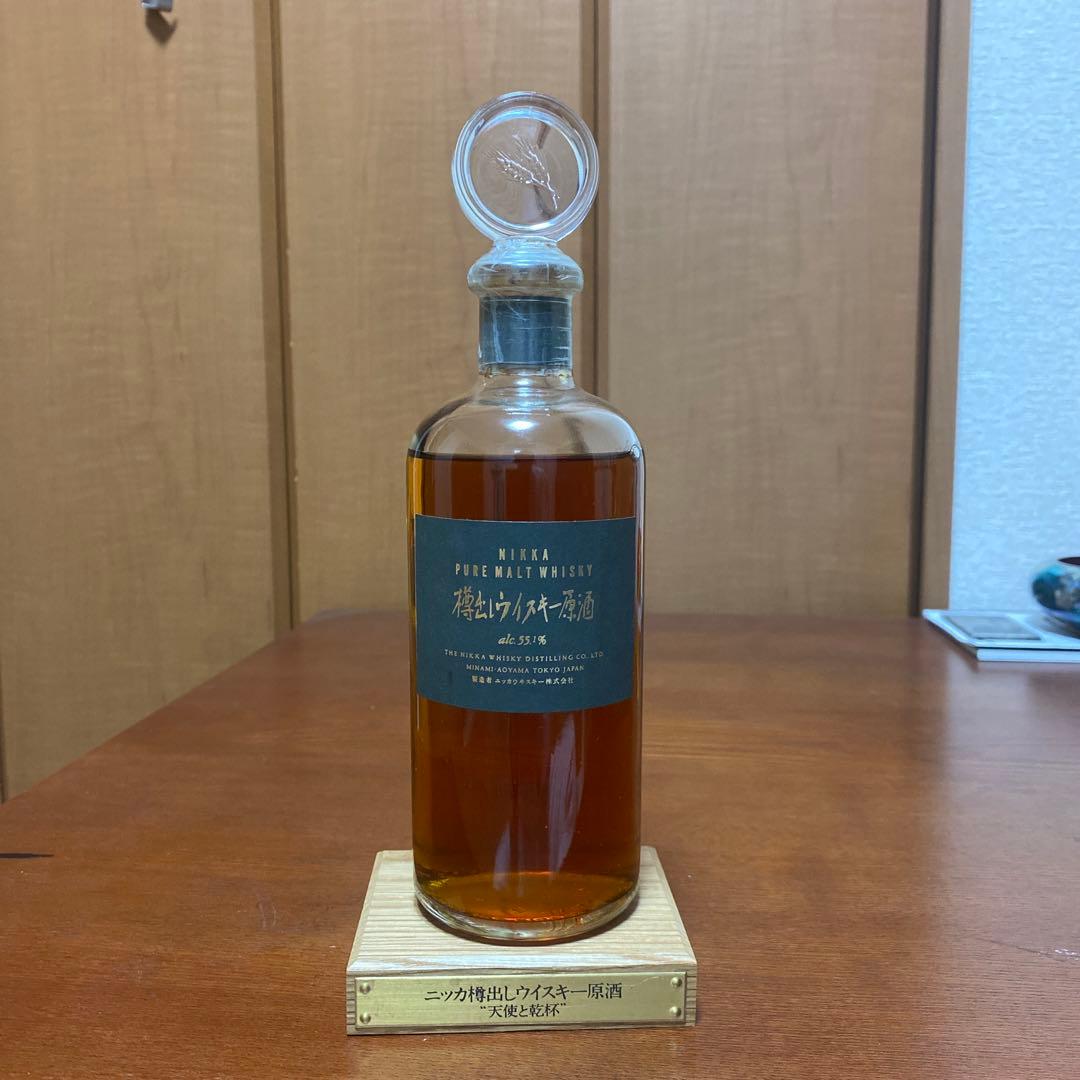 NIKKA
PURE MALT WHISKY
樽出しウイスキー原酒
alc. 55.1%
THE NIKKA WHISKY DISTILLING CO., LTD.
MINAMI-AOYAMA TOKYO JAPAN
製造者 ニッカウヰスキー株式会社
ニッカ樽出しウイスキー原酒
“天使と乾杯”